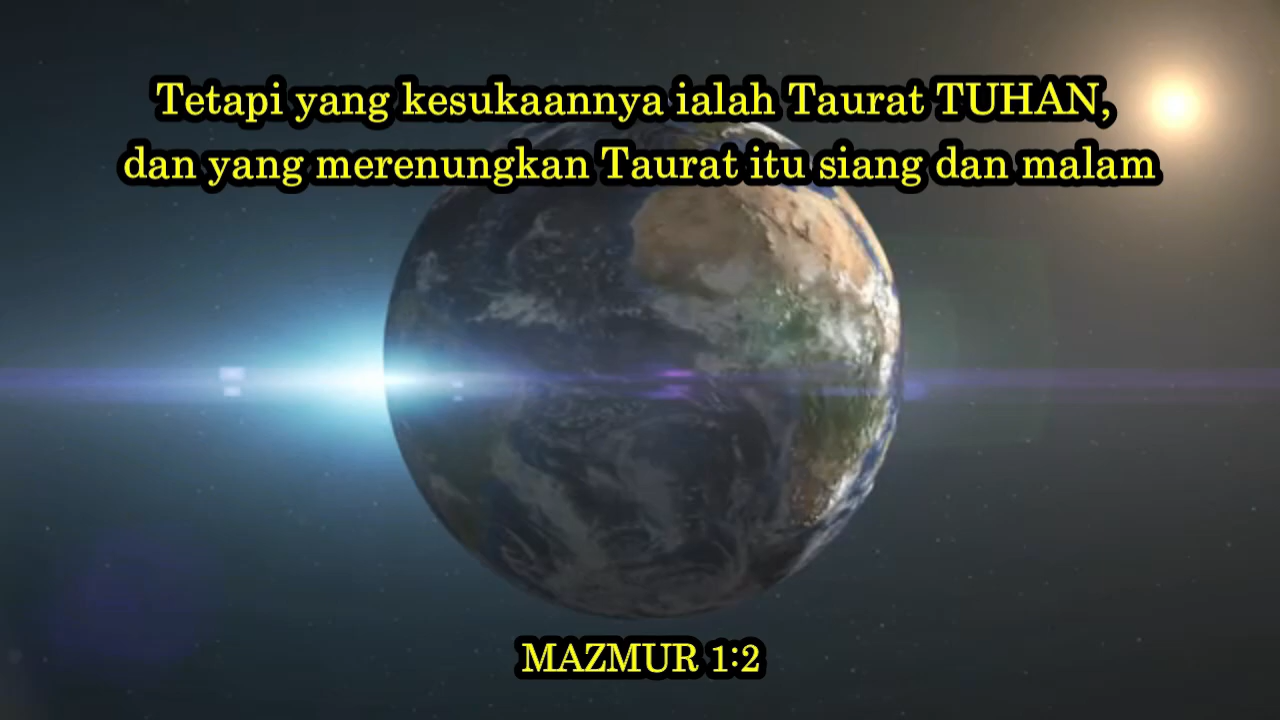 Tetapi yang kesukaannya ialah Taurat TUHAN,
dan yang merenungkan Taurat itu siang dan malam
MAZMUR 1:2